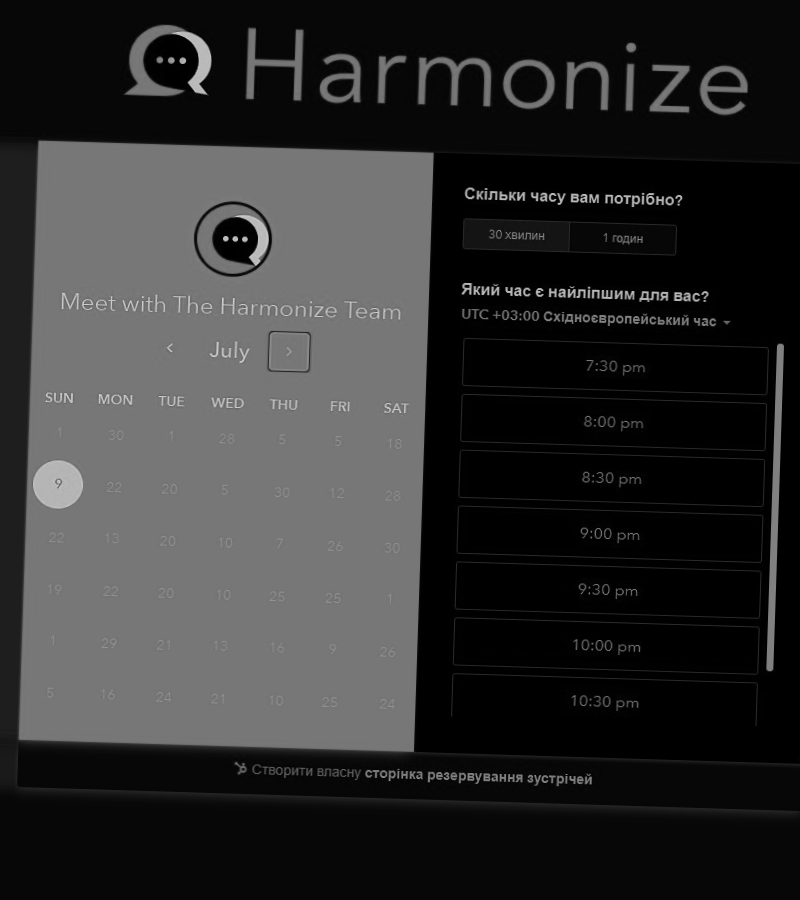 Harmonize
Meet with The Harmonize Team
July
SUN MON TUE WED THU FRI SAT
1 30 1 28 5 5 18
9 22 20 5 30 12 28
22 13 20 10 7 26 30
19 22 20 10 25 25 1
1 29 21 13 16 9 26
5 16 24 21 10 25 24
Скільки часу вам потрібно?
30 хвилин 1 годин
Який час є найліпшим для вас?
UTC +03:00 Східноєвропейський час
7:30 pm
8:00 pm
8:30 pm
9:00 pm
9:30 pm
10:00 pm
10:30 pm
Створити власну сторінка резервування зустрічей